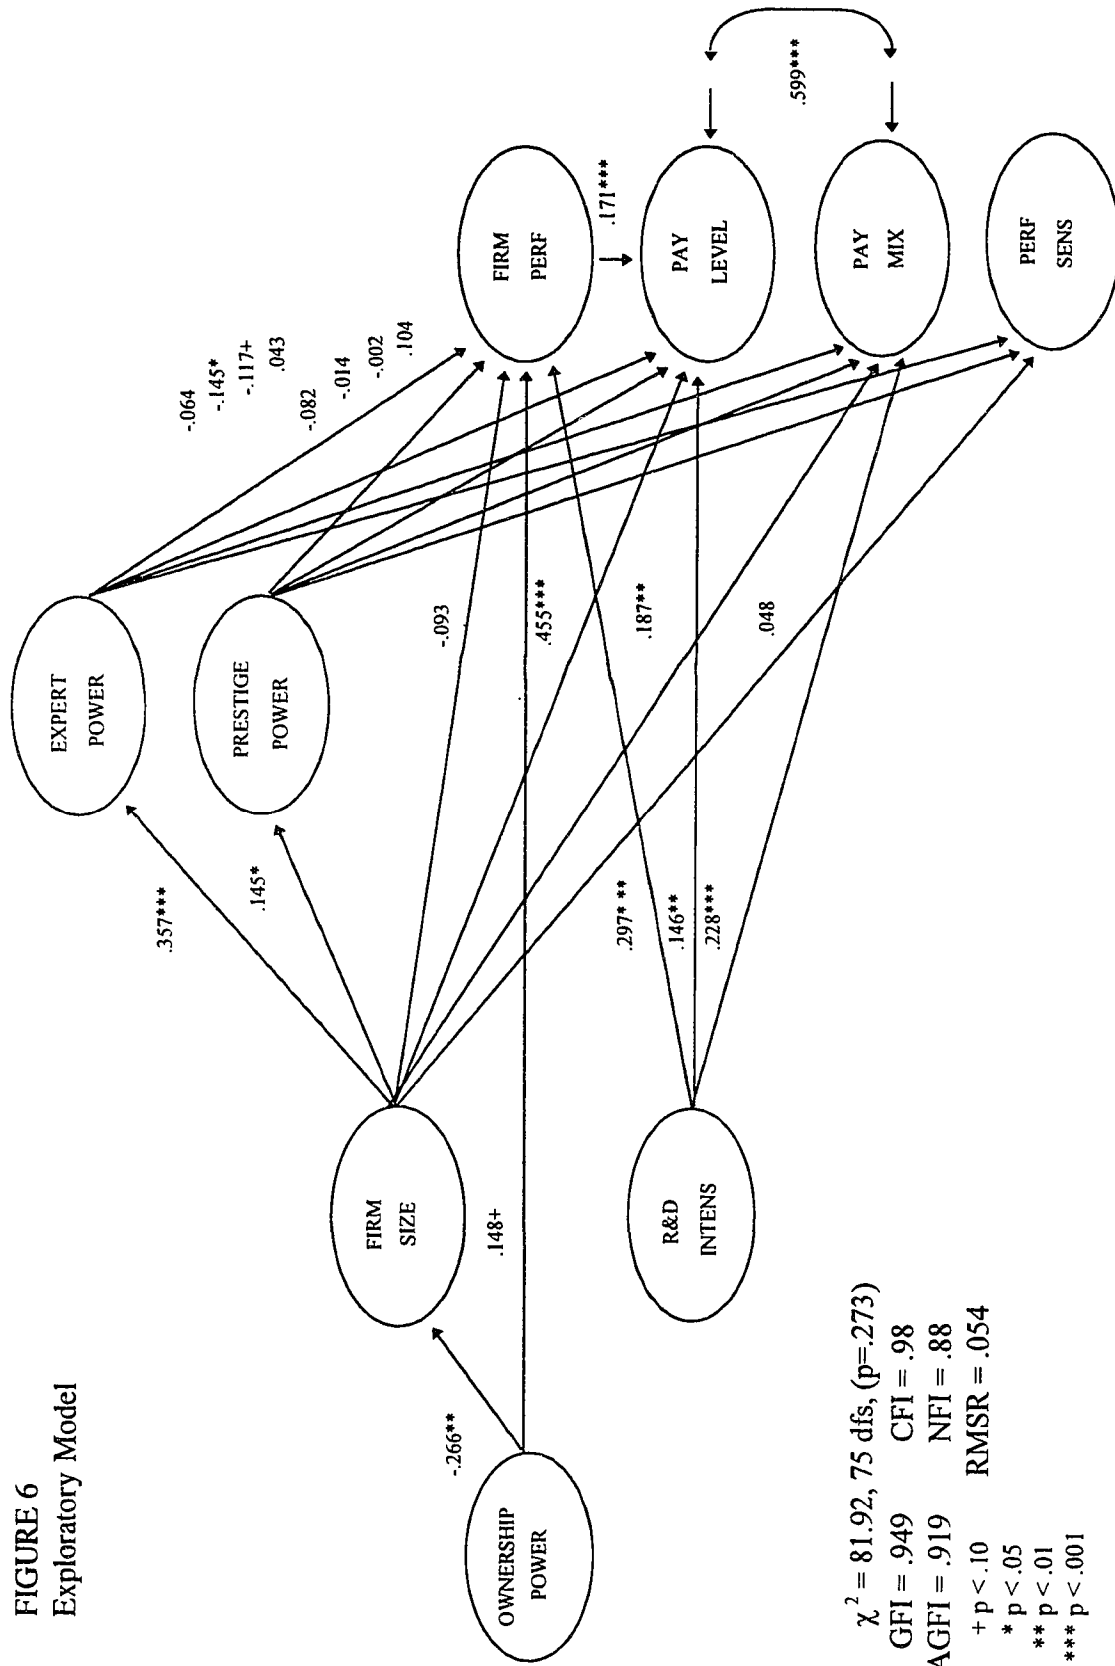 FIGURE 6
Exploratory Model
EXPERT
POWER
PRESTIGE
POWER
FIRM
SIZE
OWNERSHIP
POWER
R&D
INTENS
FIRM
PERF
PAY
LEVEL
PAY
MIX
PERF
SENS
-.064
-.145*
-.117+
.043
-.082
-.014
-.002
.104
.357***
.145*
-.093
.455***
.187**
.048
-.266**
.148+
.297* **
.146**
.228***
.171***
.599***
χ² = 81.92, 75 dfs, (p=.273)
GFI = .949 CFI = .98
AGFI = .919 NFI = .88
+ p < .10 RMSR = .054
* p < .05
** p < .01
*** p < .001